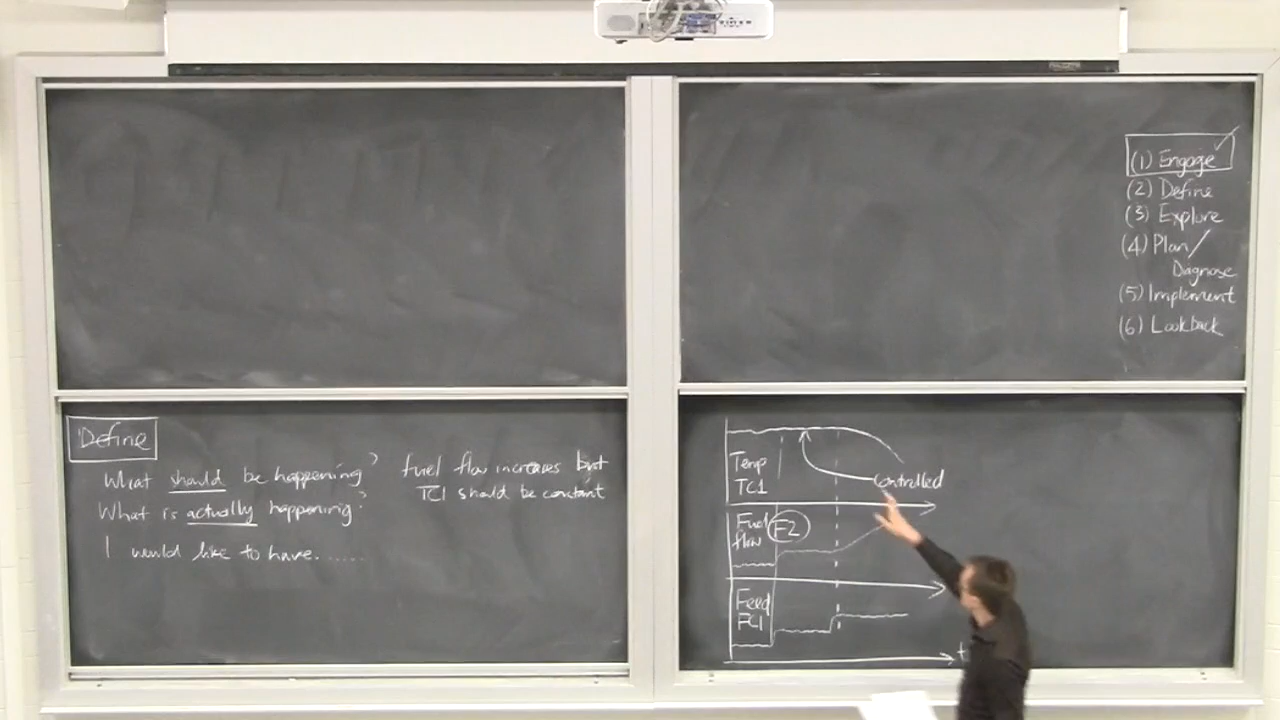 Define
What should be happening?
fuel flow increases but
TC1 should be constant
What is actually happening?
I would like to have......
(1) Engage
(2) Define
(3) Explore
(4) Plan/
Diagnose
(5) Implement
(6) Lookback
Temp
TC1
Controlled
Fuel
flow
F2
Feed
FC1
t